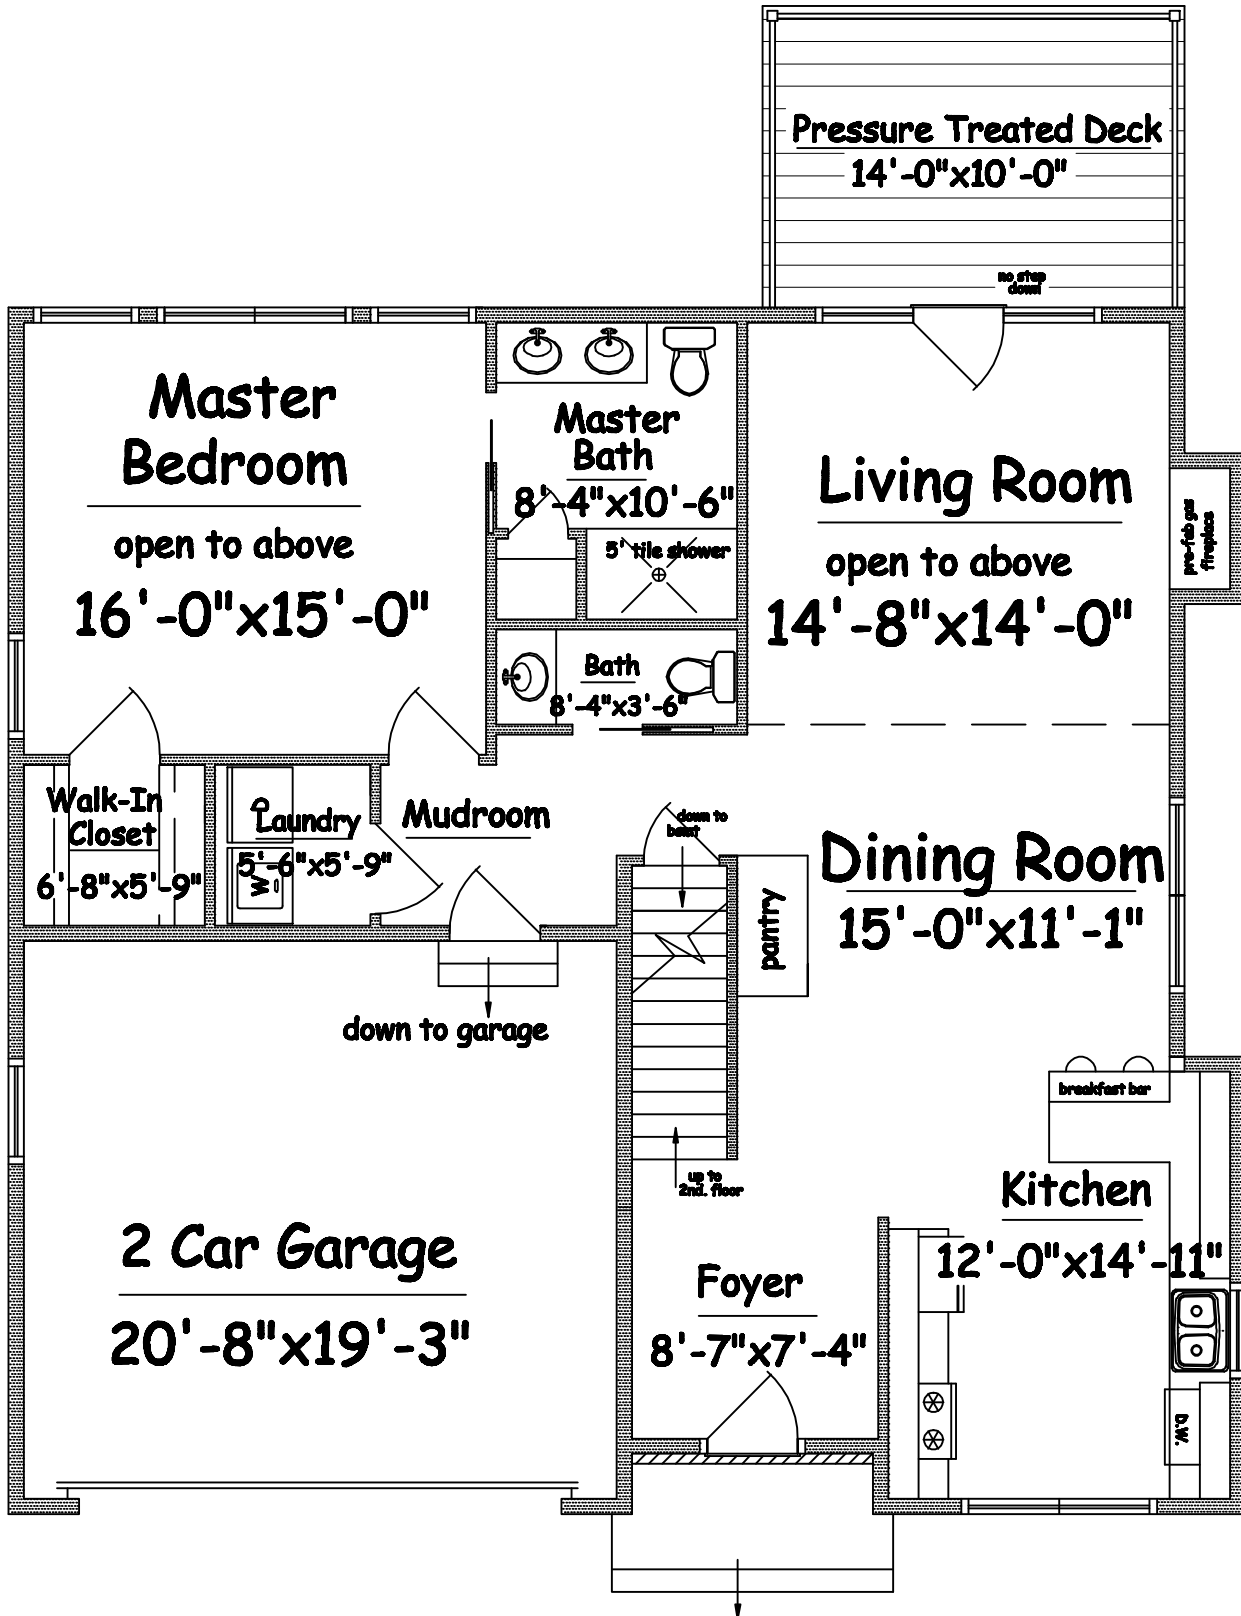 Pressure Treated Deck
14'-0"x10'-0"
no step
down
Master
Bedroom
open to above
16'-0"x15'-0"
Master
Bath
8'-4"x10'-6"
5' tile shower
Living Room
open to above
14'-8"x14'-0"
pre-fab gas
fireplace
Bath
8'-4"x3'-6"
Walk-In
Closet
6'-8"x5'-9"
D
Laundry
5'-6"x5'-9"
W
Mudroom
down to
bsmt
pantry
Dining Room
15'-0"x11'-1"
down to garage
breakfast bar
up to
2nd. floor
Kitchen
12'-0"x14'-11"
2 Car Garage
20'-8"x19'-3"
Foyer
8'-7"x7'-4"
D.W.